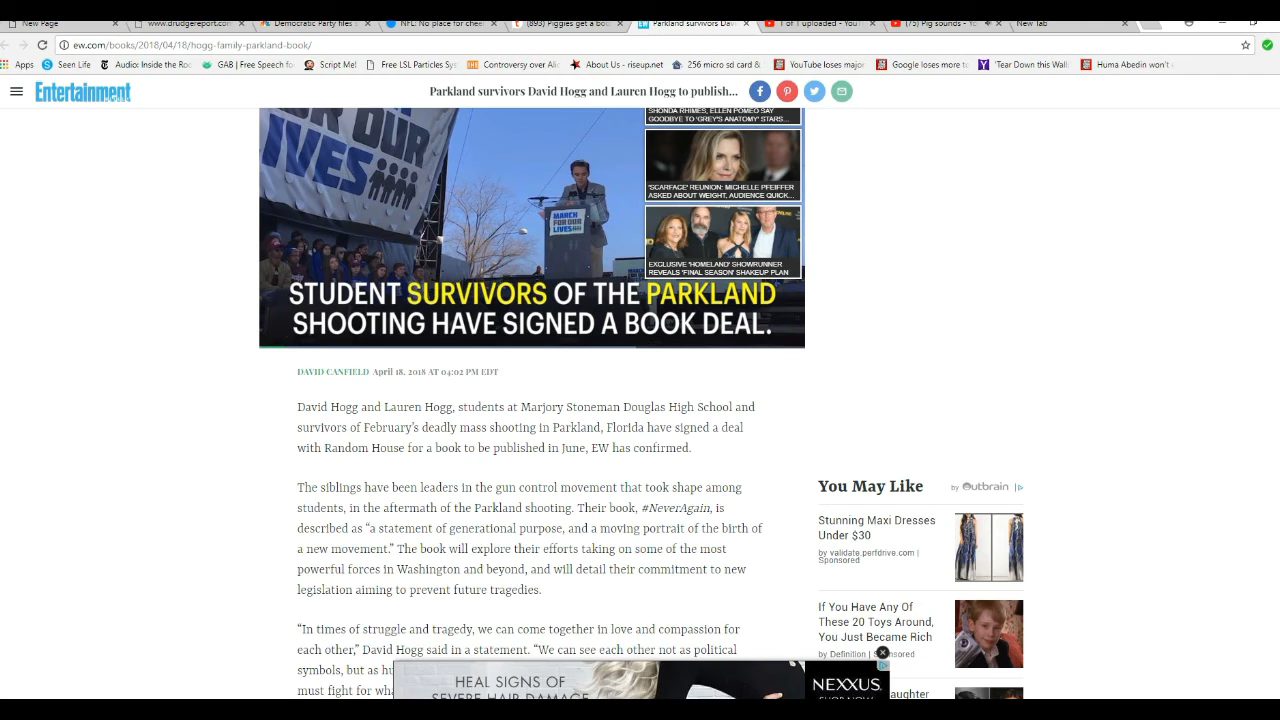 New Page
www.drudgereport.com
Democratic Party files
NFL: No place for chee
(893) Piggies get a bo
Parkland survivors Dav
1 of 1 uploaded - YouT
(75) Pig sounds - Yo
New Tab
ew.com/books/2018/04/18/hogg-family-parkland-book/
Apps
Seen Life
Audio: Inside the Roo
GAB | Free Speech fo
Script Me!
Free LSL Particles Sys
Controversy over Al
About Us - riseup.net
256 micro sd card &
YouTube loses major
Google loses more t
'Tear Down this Wall
Huma Abedin won't
Entertainment
Parkland survivors David Hogg and Lauren Hogg to publish...
SHONDA RHIMES, ELLEN POMEO SAY
GOODBYE TO 'GREY'S ANATOMY' STARS...
FOR OUR
LIVES
MARCH
FOR OUR
LIVES
'SCARFACE' REUNION: MICHELLE PFEIFFER
ASKED ABOUT WEIGHT, AUDIENCE QUICK...
EXCLUSIVE 'HOMELAND' SHOWRUNNER
REVEALS 'FINAL SEASON' SHAKEUP PLAN
STUDENT SURVIVORS OF THE PARKLAND
SHOOTING HAVE SIGNED A BOOK DEAL.
DAVID CANFIELD April 18, 2018 AT 04:02 PM EDT
David Hogg and Lauren Hogg, students at Marjory Stoneman Douglas High School and
survivors of February's deadly mass shooting in Parkland, Florida have signed a deal
with Random House for a book to be published in June, EW has confirmed.
The siblings have been leaders in the gun control movement that took shape among
students, in the aftermath of the Parkland shooting. Their book, #NeverAgain, is
described as “a statement of generational purpose, and a moving portrait of the birth of
a new movement.” The book will explore their efforts taking on some of the most
powerful forces in Washington and beyond, and will detail their commitment to new
legislation aiming to prevent future tragedies.
“In times of struggle and tragedy, we can come together in love and compassion for
each other,” David Hogg said in a statement. “We can see each other not as political
symbols, but as hu
must fight for wha
You May Like
by Outbrain
Stunning Maxi Dresses
Under $30
by validate.perfdrive.com |
Sponsored
If You Have Any Of
These 20 Toys Around,
You Just Became Rich
by Definition | Sponsored
aughter
HEAL SIGNS OF
SEVERE HAIR DAMAGE
NEXXUS
SHOP NOW